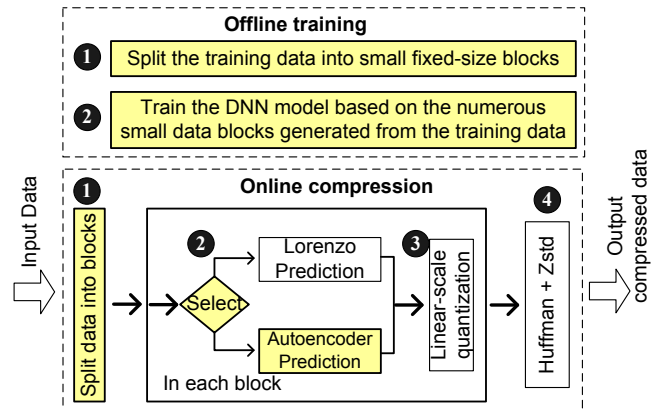 Offline training
1
Split the training data into small fixed-size blocks
2
Train the DNN model based on the numerous
small data blocks generated from the training data
Input Data
Online compression
1
Split data into blocks
2
Select
Lorenzo
Prediction
Autoencoder
Prediction
In each block
3
Linear-scale
quantization
4
Huffman + Zstd
Output
compressed data